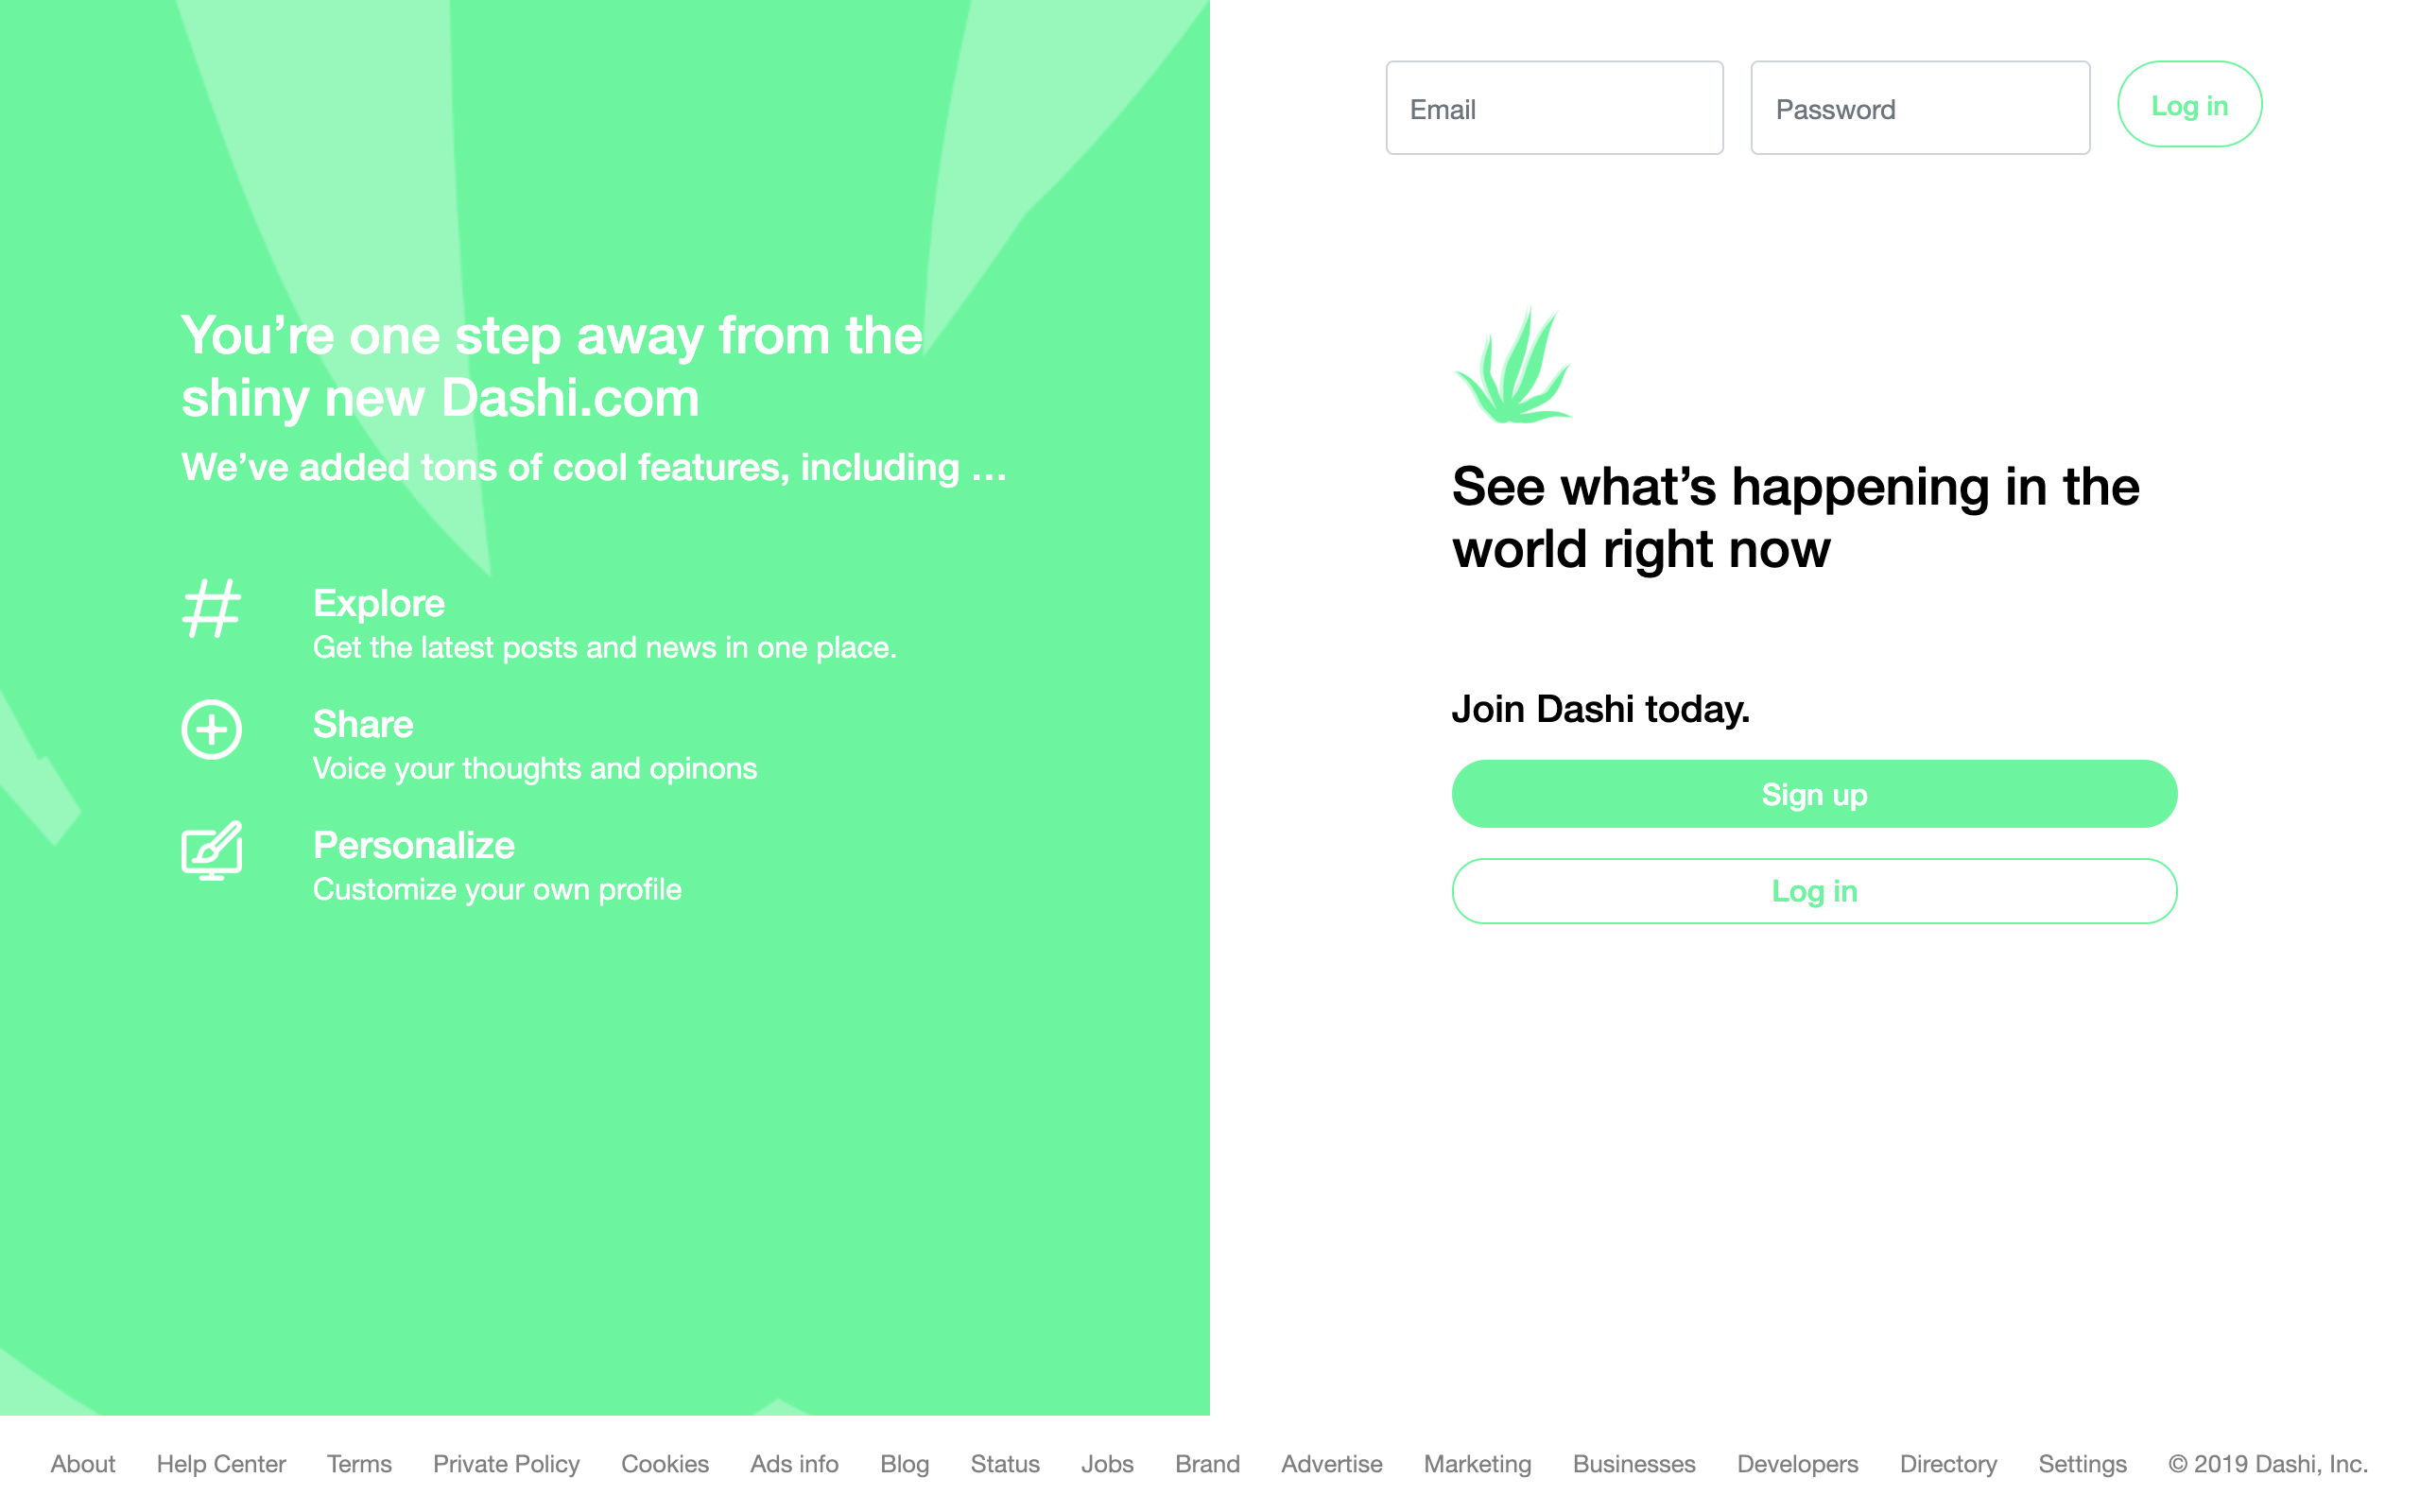 Email
Password
Log in
You’re one step away from the
shiny new Dashi.com
We’ve added tons of cool features, including …
Explore
Get the latest posts and news in one place.
Share
Voice your thoughts and opinons
Personalize
Customize your own profile
See what’s happening in the
world right now
Join Dashi today.
Sign up
Log in
About Help Center Terms Private Policy Cookies Ads info Blog Status Jobs Brand Advertise Marketing Businesses Developers Directory Settings © 2019 Dashi, Inc.